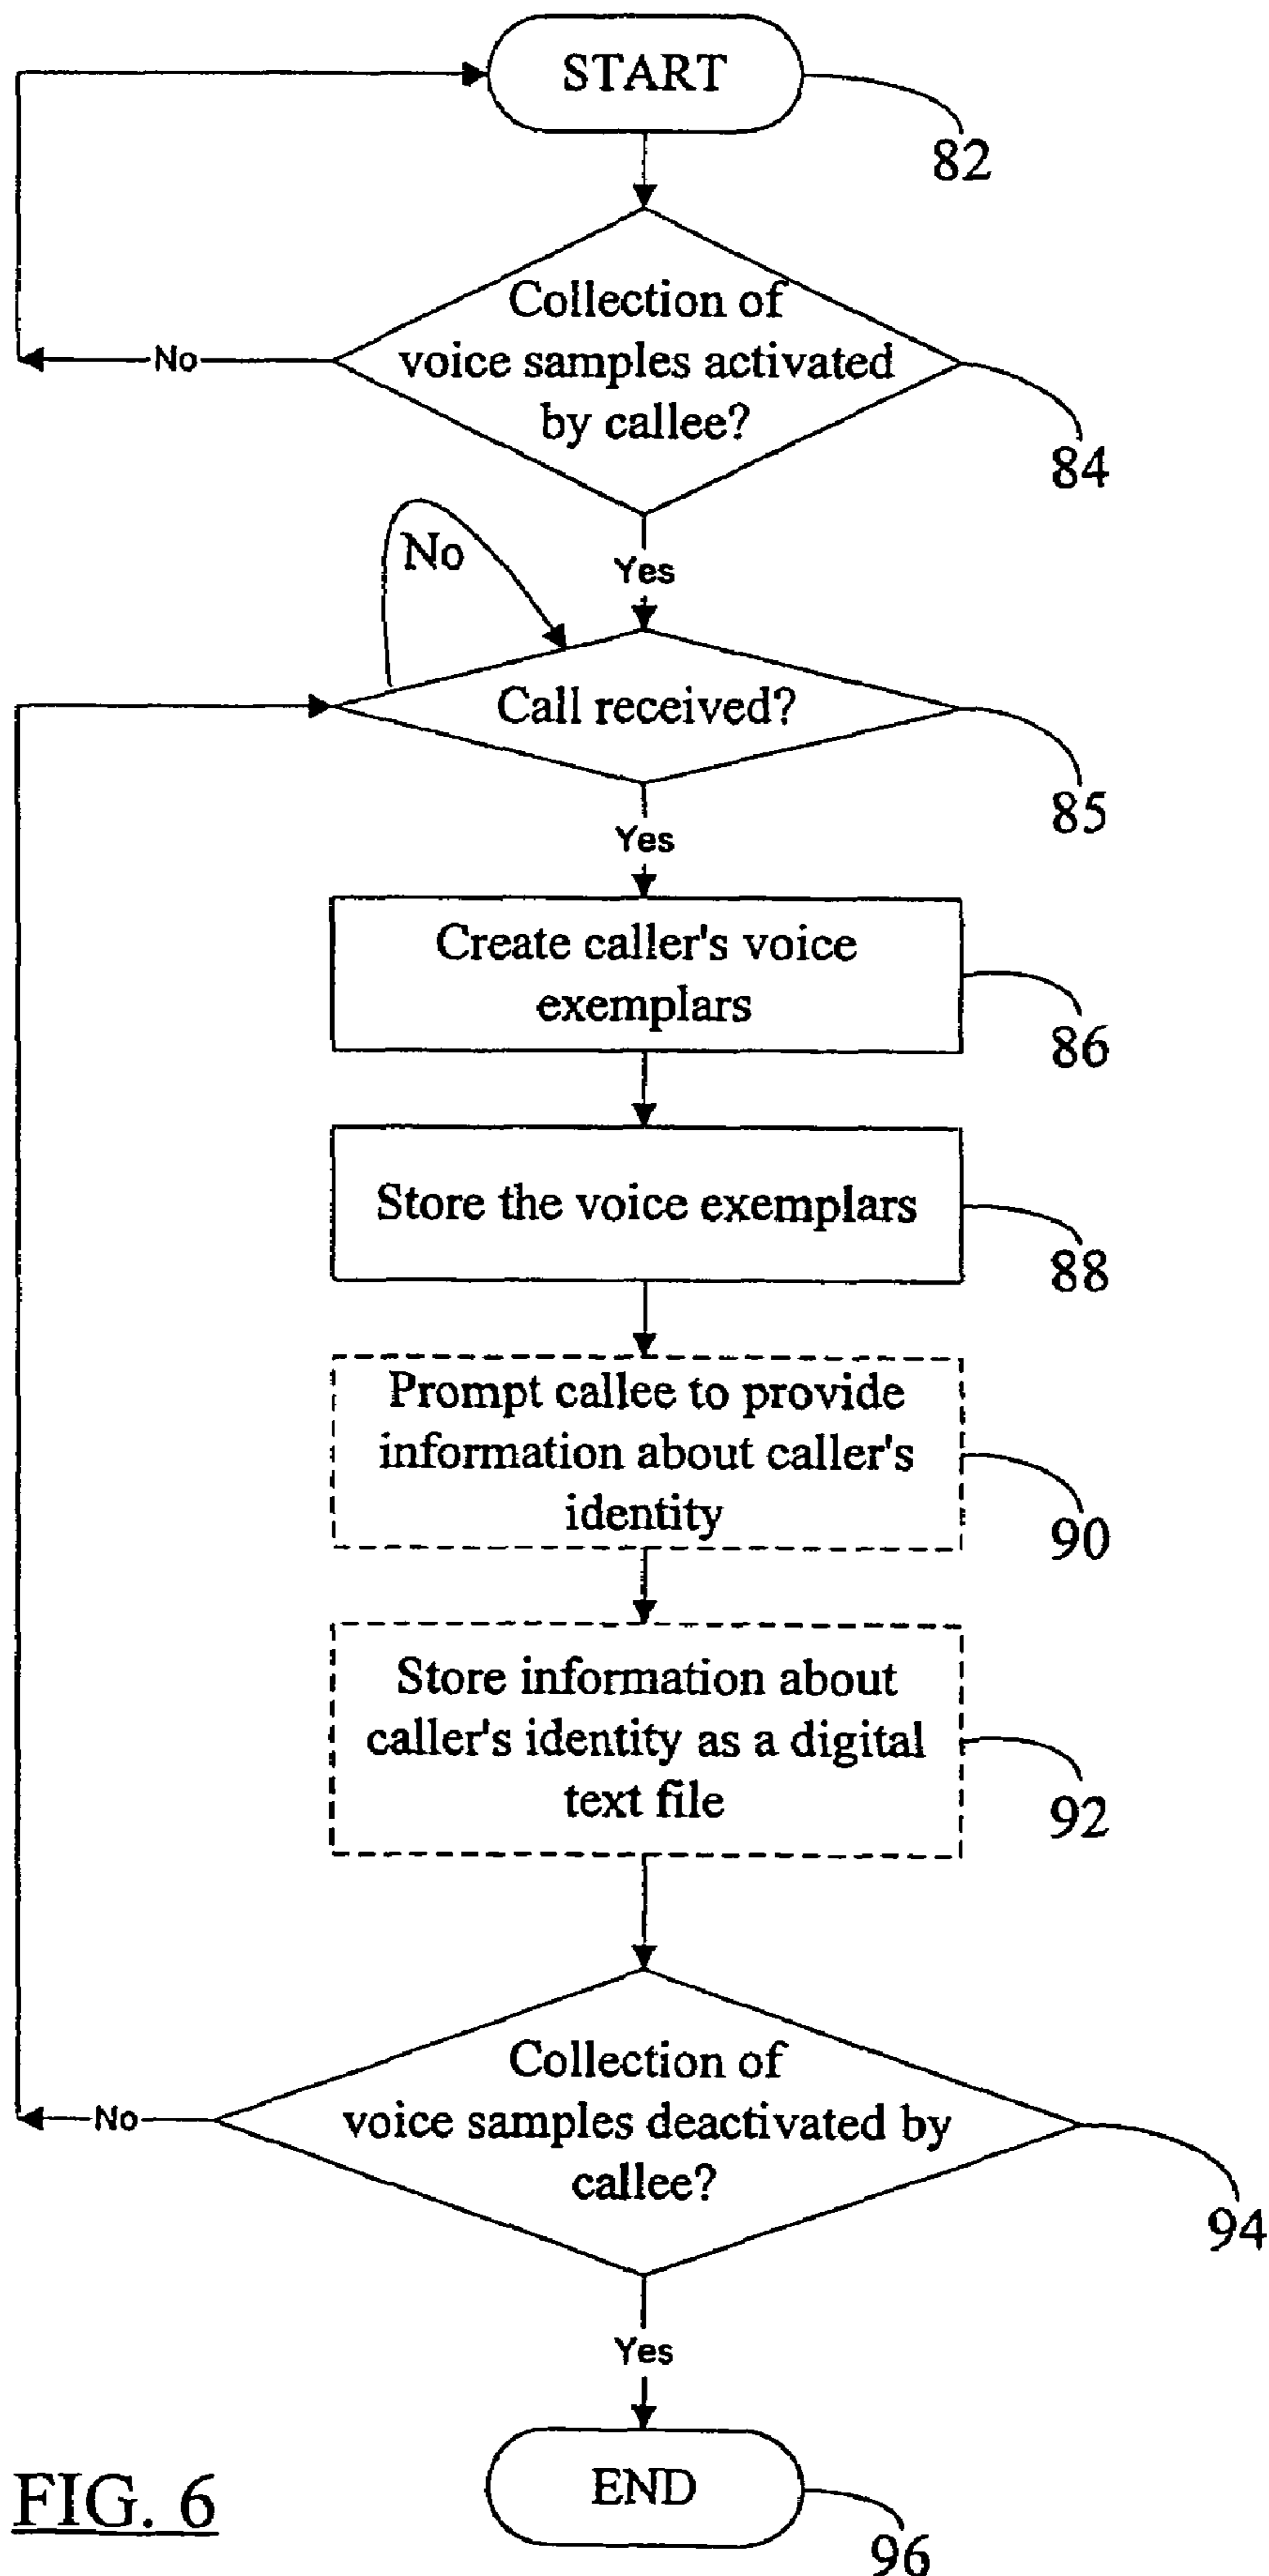 START
82
Collection of
voice samples activated
by callee?
84
No
Yes
No
Call received?
85
Yes
Create caller's voice
exemplars
86
Store the voice exemplars
88
Prompt callee to provide
information about caller's
identity
90
Store information about
caller's identity as a digital
text file
92
Collection of
voice samples deactivated by
callee?
94
No
Yes
END
96
FIG. 6